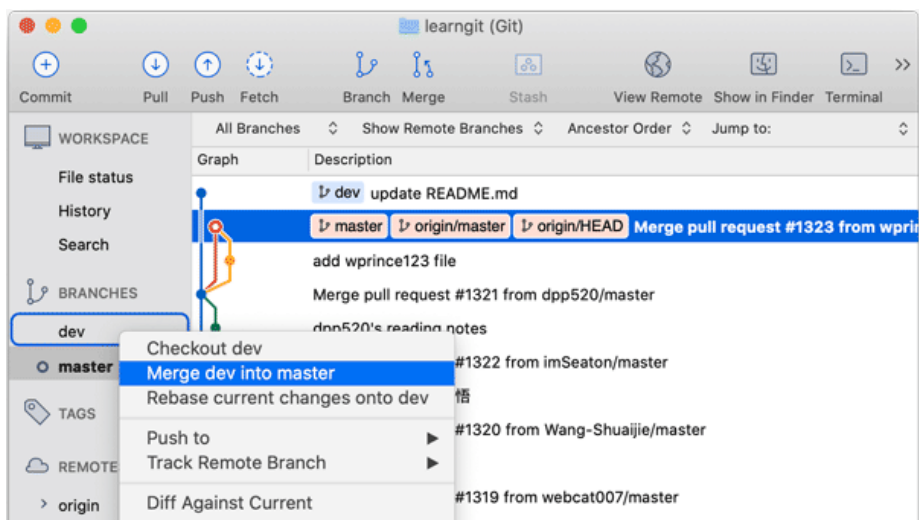 learngit (Git)
Commit Pull Push Fetch Branch Merge Stash View Remote Show in Finder Terminal
WORKSPACE
File status
History
Search
BRANCHES
dev
master
TAGS
REMOTE
origin
All Branches Show Remote Branches Ancestor Order Jump to:
Graph Description
dev update README.md
master origin/master origin/HEAD Merge pull request #1323 from
add wprince123 file
Merge pull request #1321 from dpp520/master
dpp520's reading notes
#1322 from imSeaton/master
悟
#1320 from Wang-Shuaijie/master
#1319 from webcat007/master
Checkout dev
Merge dev into master
Rebase current changes onto dev
Push to
Track Remote Branch
Diff Against Current